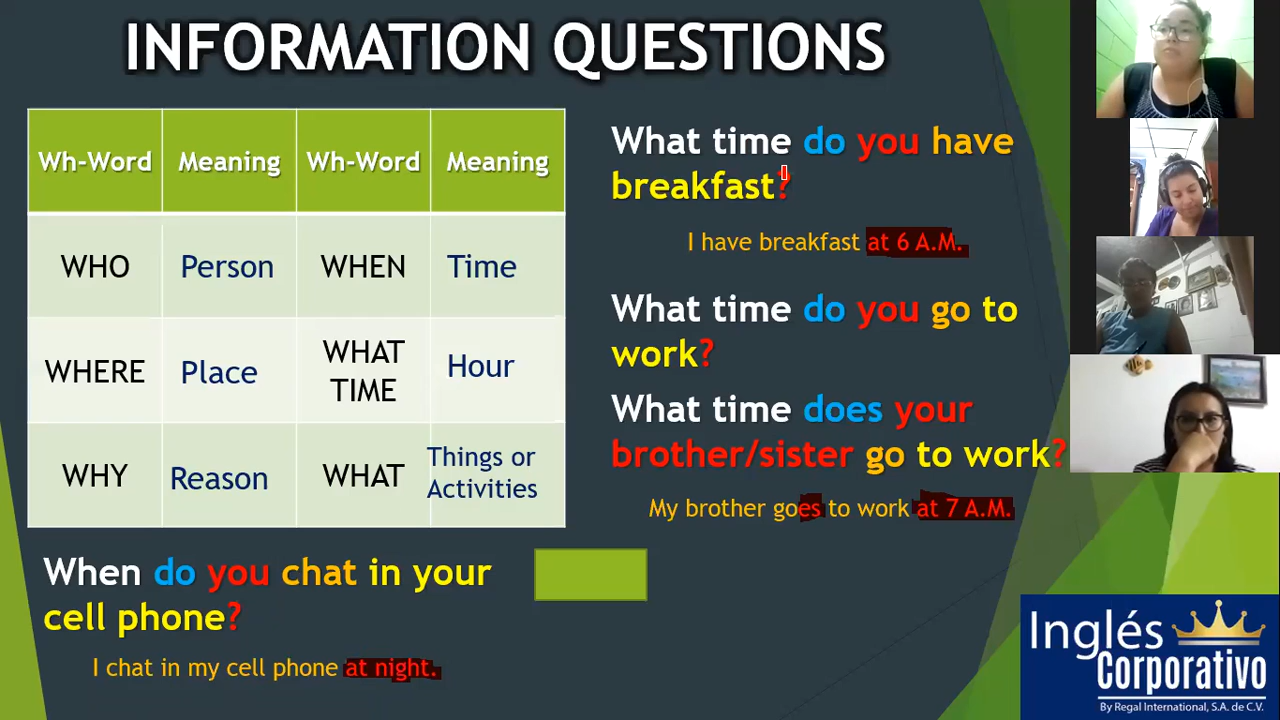 INFORMATION QUESTIONS
Wh-Word Meaning Wh-Word Meaning
WHO Person WHEN Time
WHERE Place WHAT TIME Hour
WHY Reason WHAT Things or Activities
What time do you have
breakfast?
I have breakfast at 6 A.M.
What time do you go to
work?
What time does your
brother/sister go to work?
My brother goes to work at 7 A.M.
When do you chat in your
cell phone?
I chat in my cell phone at night.
Inglés
Corporativo
By Regal International, S.A. de C.V.